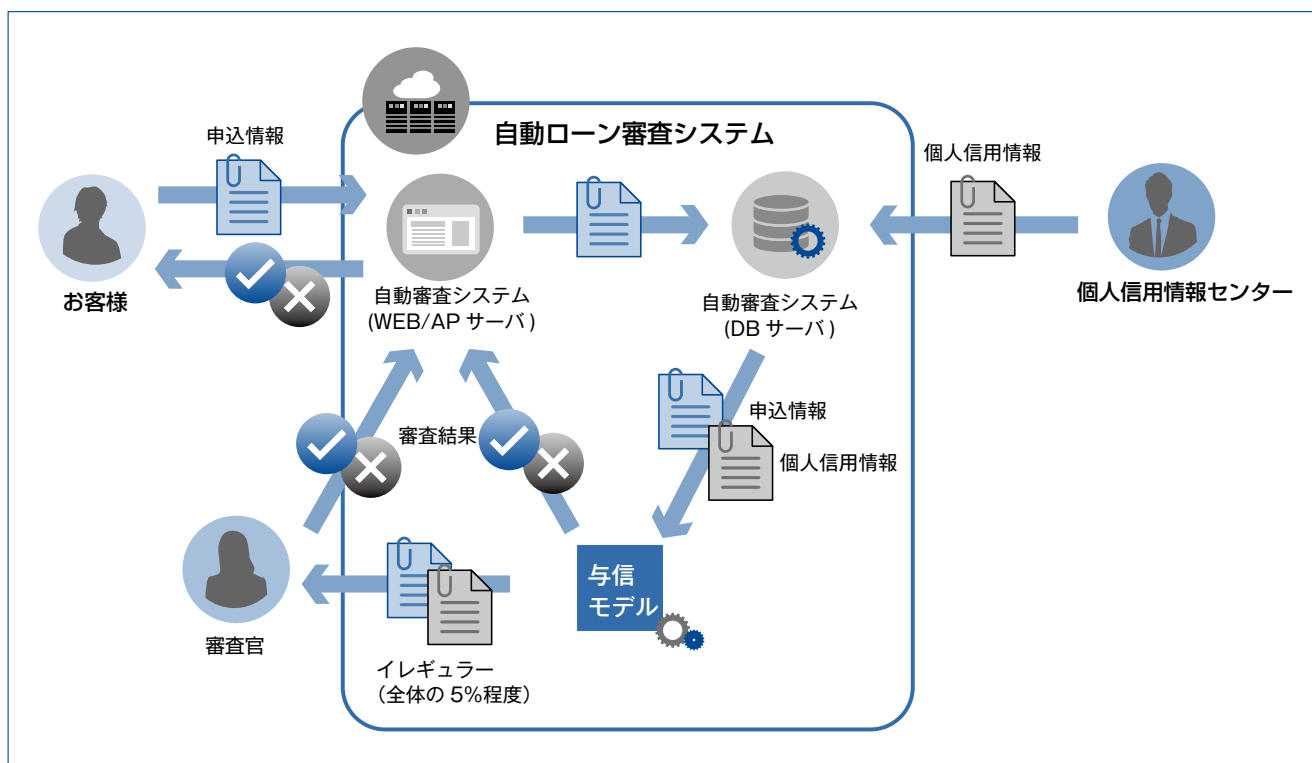 自動ローン審査システム
申込情報
個人信用情報
お客様
自動審査システム
(WEB/AP サーバ )
自動審査システム
(DB サーバ )
個人信用情報センター
審査結果
申込情報
個人信用情報
与信
モデル
審査官
イレギュラー
(全体の 5%程度)